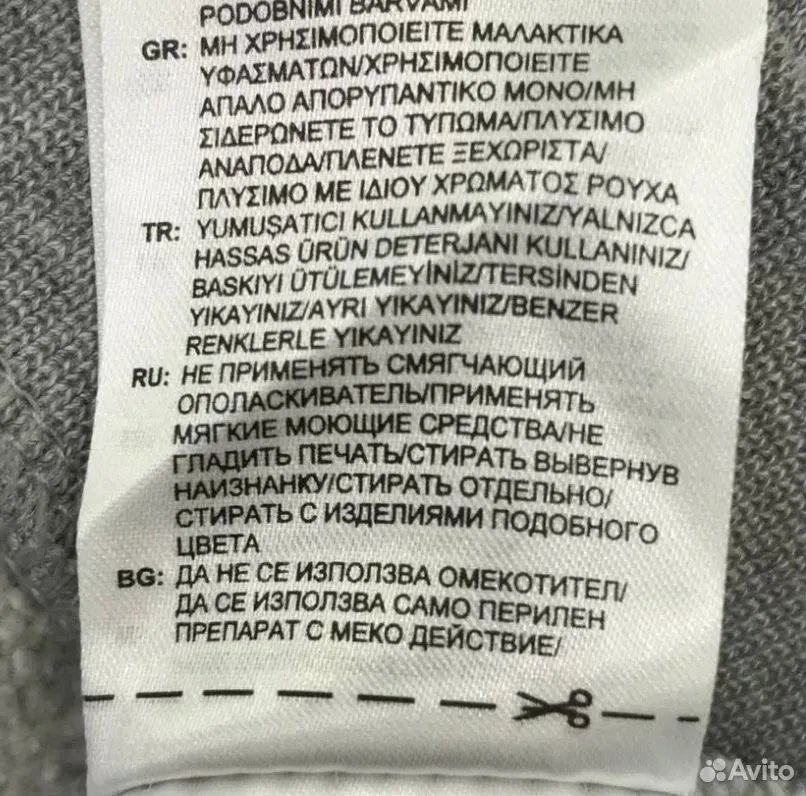 PODOBNIMI BARVAMI
GR: ΜΗ ΧΡΗΣΙΜΟΠΟΙΕΙΤΕ ΜΑΛΑΚΤΙΚΑ
ΥΦΑΣΜΑΤΩΝ/ΧΡΗΣΙΜΟΠΟΙΕΙΤΕ
ΑΠΑΛΟ ΑΠΟΡΥΠΑΝΤΙΚΟ ΜΟΝΟ/ΜΗ
ΣΙΔΕΡΩΝΕΤΕ ΤΟ ΤΥΠΩΜΑ/ΠΛΥΣΙΜΟ
ΑΝΑΠΟΔΑ/ΠΛΕΝΕΤΕ ΞΕΧΩΡΙΣΤΑ/
ΠΛΥΣΙΜΟ ΜΕ ΙΔΙΟΥ ΧΡΩΜΑΤΟΣ ΡΟΥΧΑ
TR: YUMUŞATICI KULLANMAYINIZ/YALNIZCA
HASSAS ÜRÜN DETERJANI KULLANINIZ/
BASKIYI ÜTÜLEMEYİNİZ/TERSİNDEN
YIKAYINIZ/AYRI YIKAYINIZ/BENZER
RENKLERLE YIKAYINIZ
RU: НЕ ПРИМЕНЯТЬ СМЯГЧАЮЩИЙ
ОПОЛАСКИВАТЕЛЬ/ПРИМЕНЯТЬ
МЯГКИЕ МОЮЩИЕ СРЕДСТВА/НЕ
ГЛАДИТЬ ПЕЧАТЬ/СТИРАТЬ ВЫВЕРНУВ
НАИЗНАНКУ/СТИРАТЬ ОТДЕЛЬНО/
СТИРАТЬ С ИЗДЕЛИЯМИ ПОДОБНОГО
ЦВЕТА
BG: ДА НЕ СЕ ИЗПОЛЗВА ОМЕКОТИТЕЛ/
ДА СЕ ИЗПОЛЗВА САМО ПЕРИЛЕН
ПРЕПАРАТ С МЕКО ДЕЙСТВИЕ/
Avito